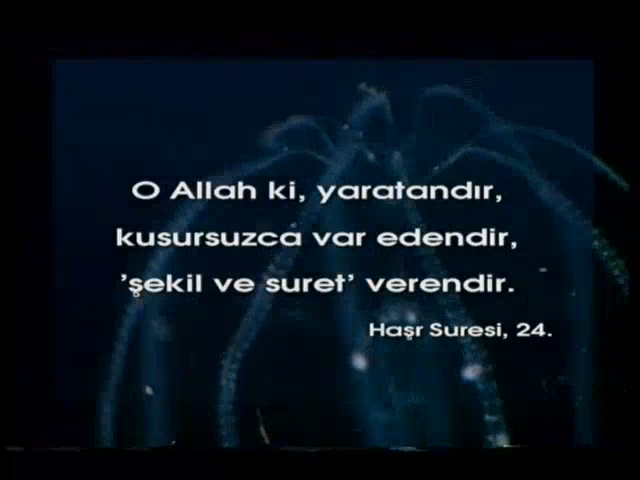 O Allah ki, yaratandır,
kusursuzca var edendir,
’şekil ve suret’ verendir.
Haşr Suresi, 24.